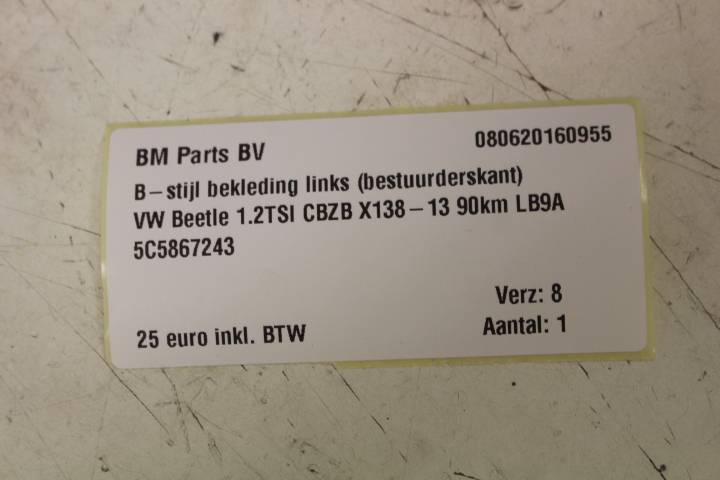 BM Parts BV 080620160955
B-stijl bekleding links (bestuurderskant)
VW Beetle 1.2TSI CBZB X138-13 90km LB9A
5C5867243
Verz: 8
25 euro inkl. BTW Aantal: 1